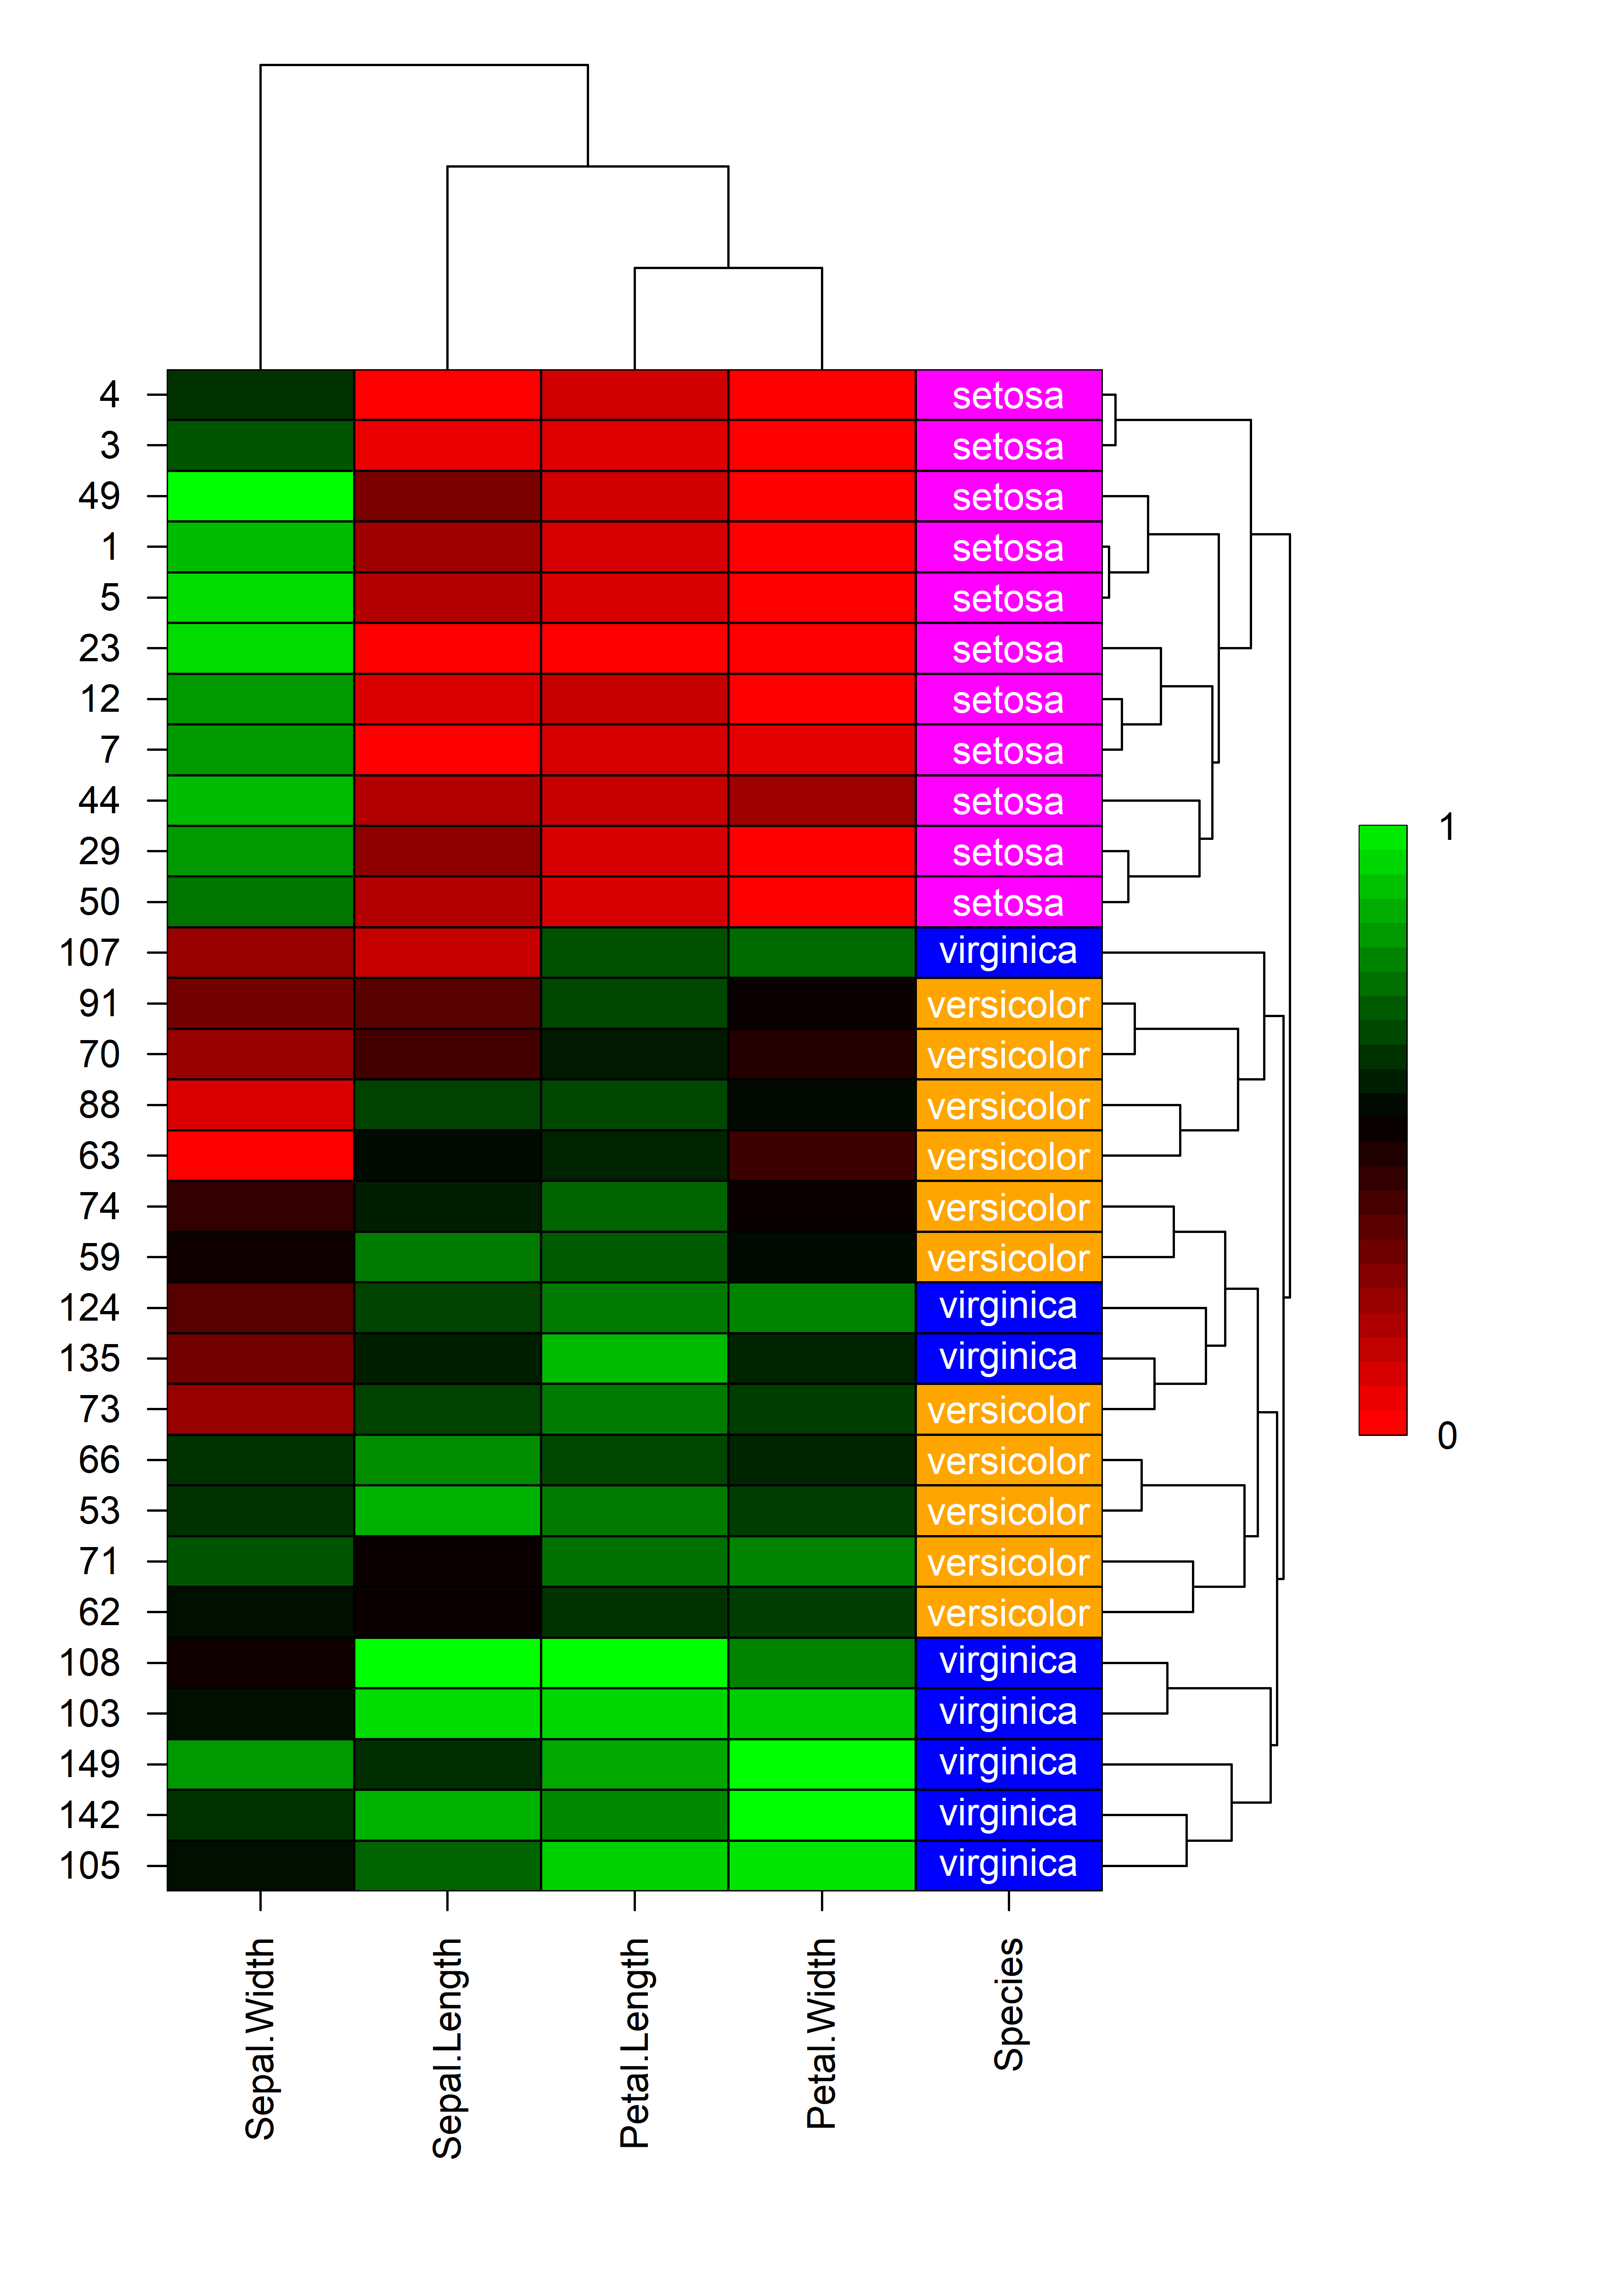 4 setosa
3 setosa
49 setosa
1 setosa
5 setosa
23 setosa
12 setosa
7 setosa
44 setosa
29 setosa
50 setosa
107 virginica
91 versicolor
70 versicolor
88 versicolor
63 versicolor
74 versicolor
59 versicolor
124 virginica
135 virginica
73 versicolor
66 versicolor
53 versicolor
71 versicolor
62 versicolor
108 virginica
103 virginica
149 virginica
142 virginica
105 virginica
1
0
Sepal.Width
Sepal.Length
Petal.Length
Petal.Width
Species